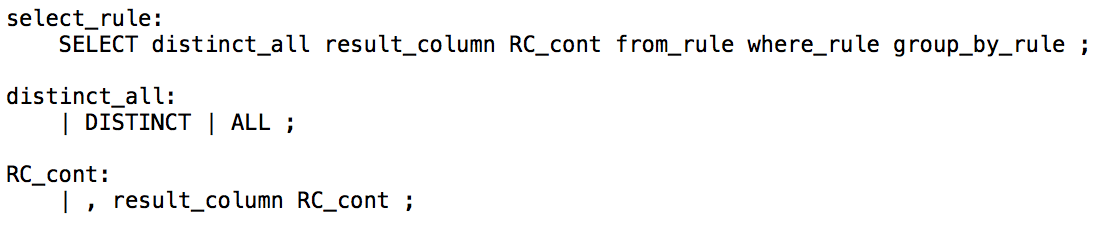 select_rule:
SELECT distinct_all result_column RC_cont from_rule where_rule group_by_rule ;
distinct_all:
| DISTINCT | ALL ;
RC_cont:
| , result_column RC_cont ;